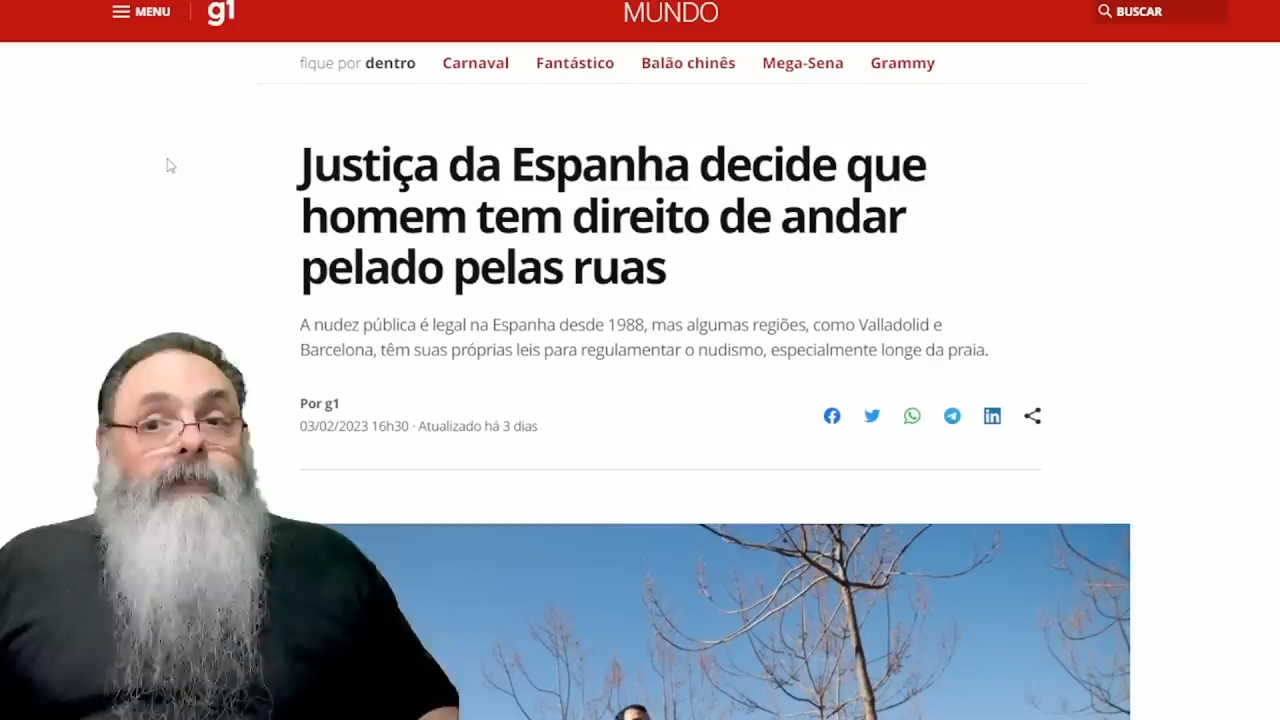 MENU
g1
MUNDO
BUSCAR
fique por dentro Carnaval Fantástico Balão chinês Mega-Sena Grammy
Justiça da Espanha decide que
homem tem direito de andar
pelado pelas ruas
A nudez pública é legal na Espanha desde 1988, mas algumas regiões, como Valladolid e
Barcelona, têm suas próprias leis para regulamentar o nudismo, especialmente longe da praia.
Por g1
03/02/2023 16h30 · Atualizado há 3 dias